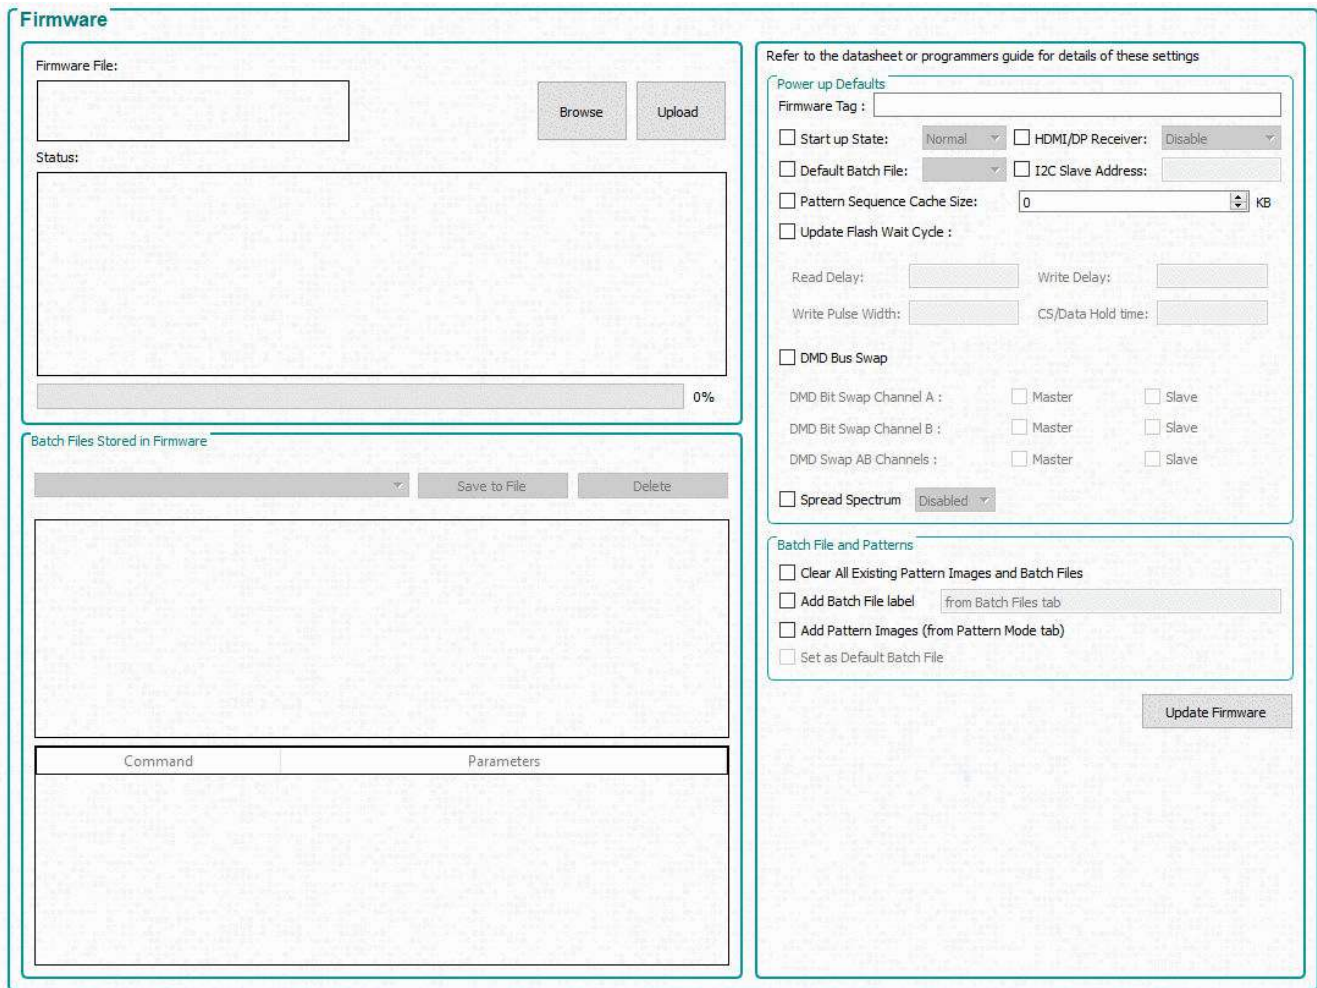 Firmware
Firmware File:
Browse
Upload
Status:
0%
Batch Files Stored in Firmware
Save to File
Delete
Command
Parameters
Refer to the datasheet or programmers guide for details of these settings
Power up Defaults
Firmware Tag :
Start up State:
Normal
HDMI/DP Receiver:
Disable
Default Batch File:
I2C Slave Address:
Pattern Sequence Cache Size:
0
KB
Update Flash Wait Cycle :
Read Delay:
Write Delay:
Write Pulse Width:
CS/Data Hold time:
DMD Bus Swap
DMD Bit Swap Channel A :
Master
Slave
DMD Bit Swap Channel B :
Master
Slave
DMD Swap AB Channels :
Master
Slave
Spread Spectrum
Disabled
Batch File and Patterns
Clear All Existing Pattern Images and Batch Files
Add Batch File label
from Batch Files tab
Add Pattern Images (from Pattern Mode tab)
Set as Default Batch File
Update Firmware